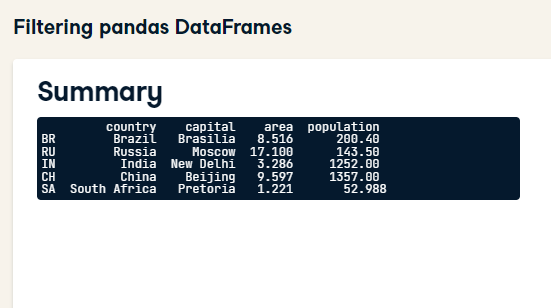 Filtering pandas DataFrames
Summary
country capital area population
BR Brazil Brasilia 8.516 200.40
RU Russia Moscow 17.100 143.50
IN India New Delhi 3.286 1252.00
CH China Beijing 9.597 1357.00
SA South Africa Pretoria 1.221 52.988